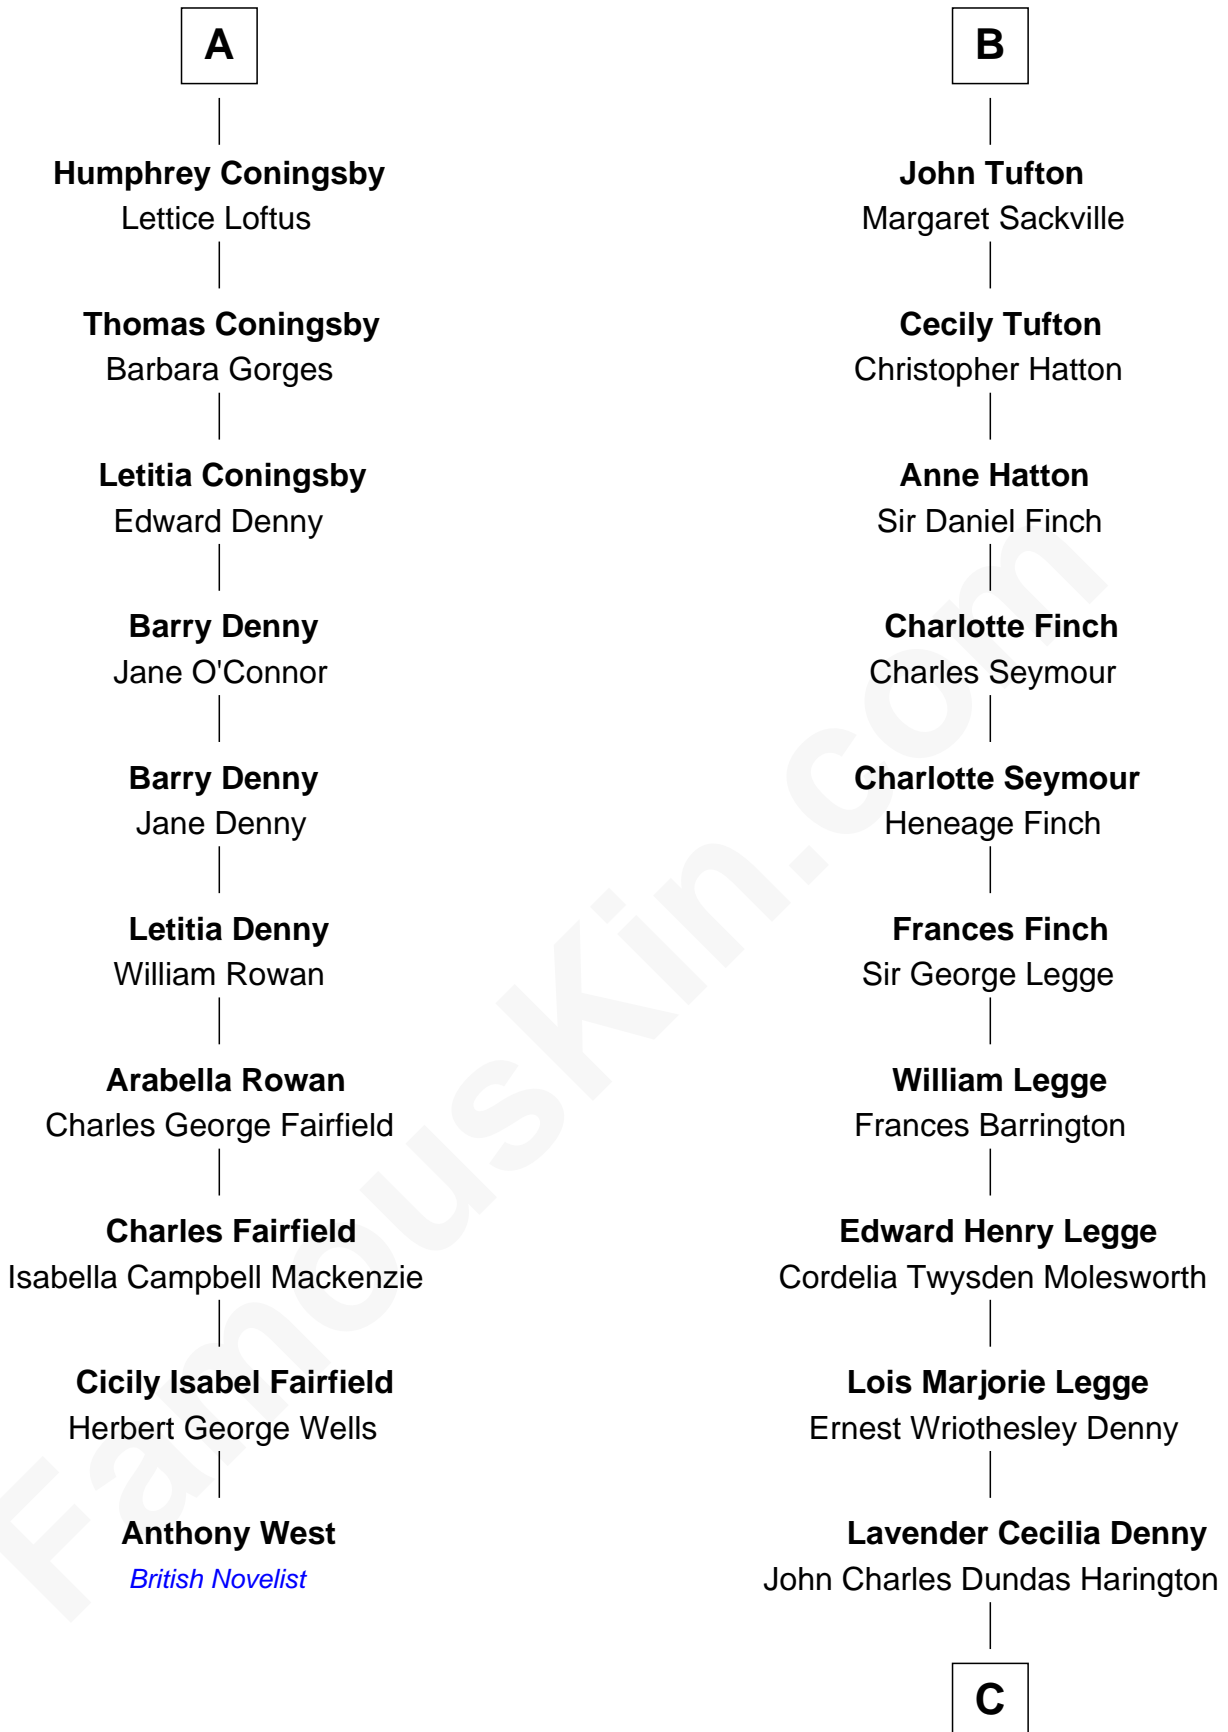 A
Humphrey Coningsby
Lettice Loftus
Thomas Coningsby
Barbara Gorges
Letitia Coningsby
Edward Denny
Barry Denny
Jane O'Connor
Barry Denny
Jane Denny
Letitia Denny
William Rowan
Arabella Rowan
Charles George Fairfield
Charles Fairfield
Isabella Campbell Mackenzie
Cicily Isabel Fairfield
Herbert George Wells
Anthony West
British Novelist
B
John Tufton
Margaret Sackville
Cecily Tufton
Christopher Hatton
Anne Hatton
Sir Daniel Finch
Charlotte Finch
Charles Seymour
Charlotte Seymour
Heneage Finch
Frances Finch
Sir George Legge
William Legge
Frances Barrington
Edward Henry Legge
Cordelia Twysden Molesworth
Lois Marjorie Legge
Ernest Wriothesley Denny
Lavender Cecilia Denny
John Charles Dundas Harington
C
FamousKin.com